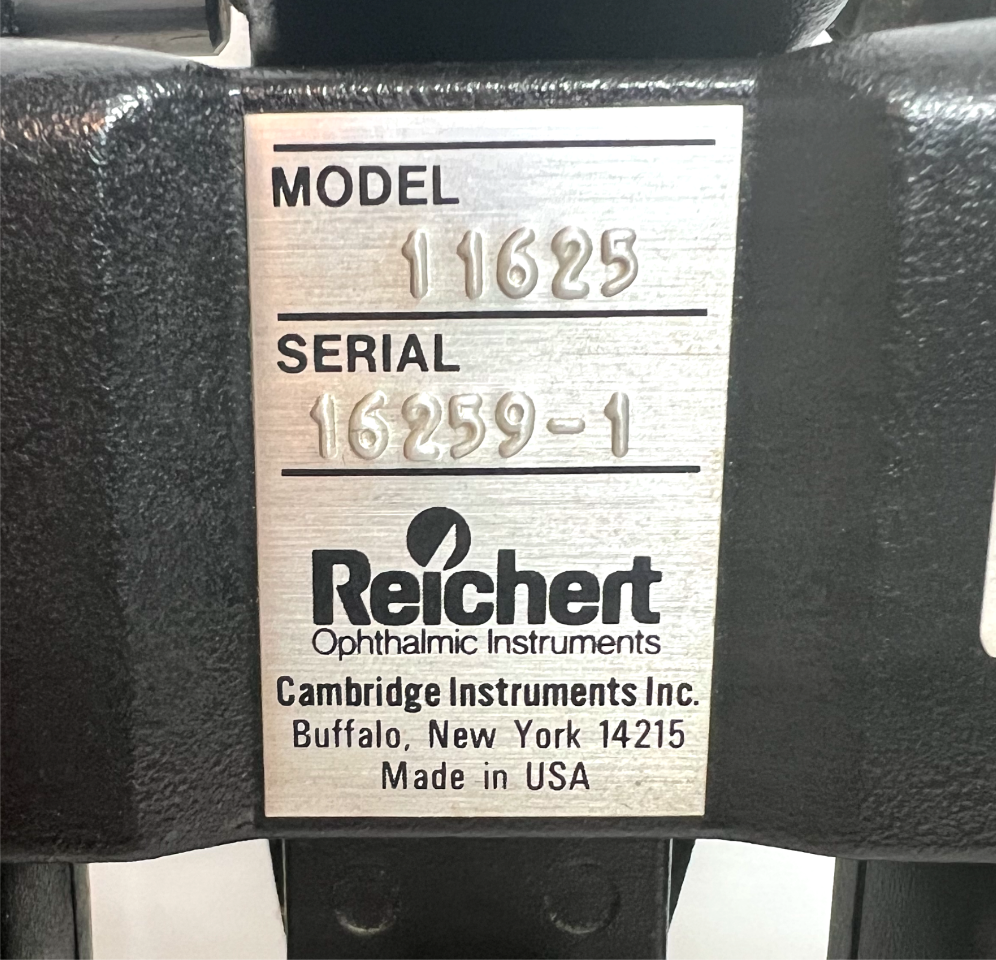 MODEL
11625
SERIAL
16259-1
Reichert
Ophthalmic Instruments
Cambridge Instruments Inc.
Buffalo, New York 14215
Made in USA